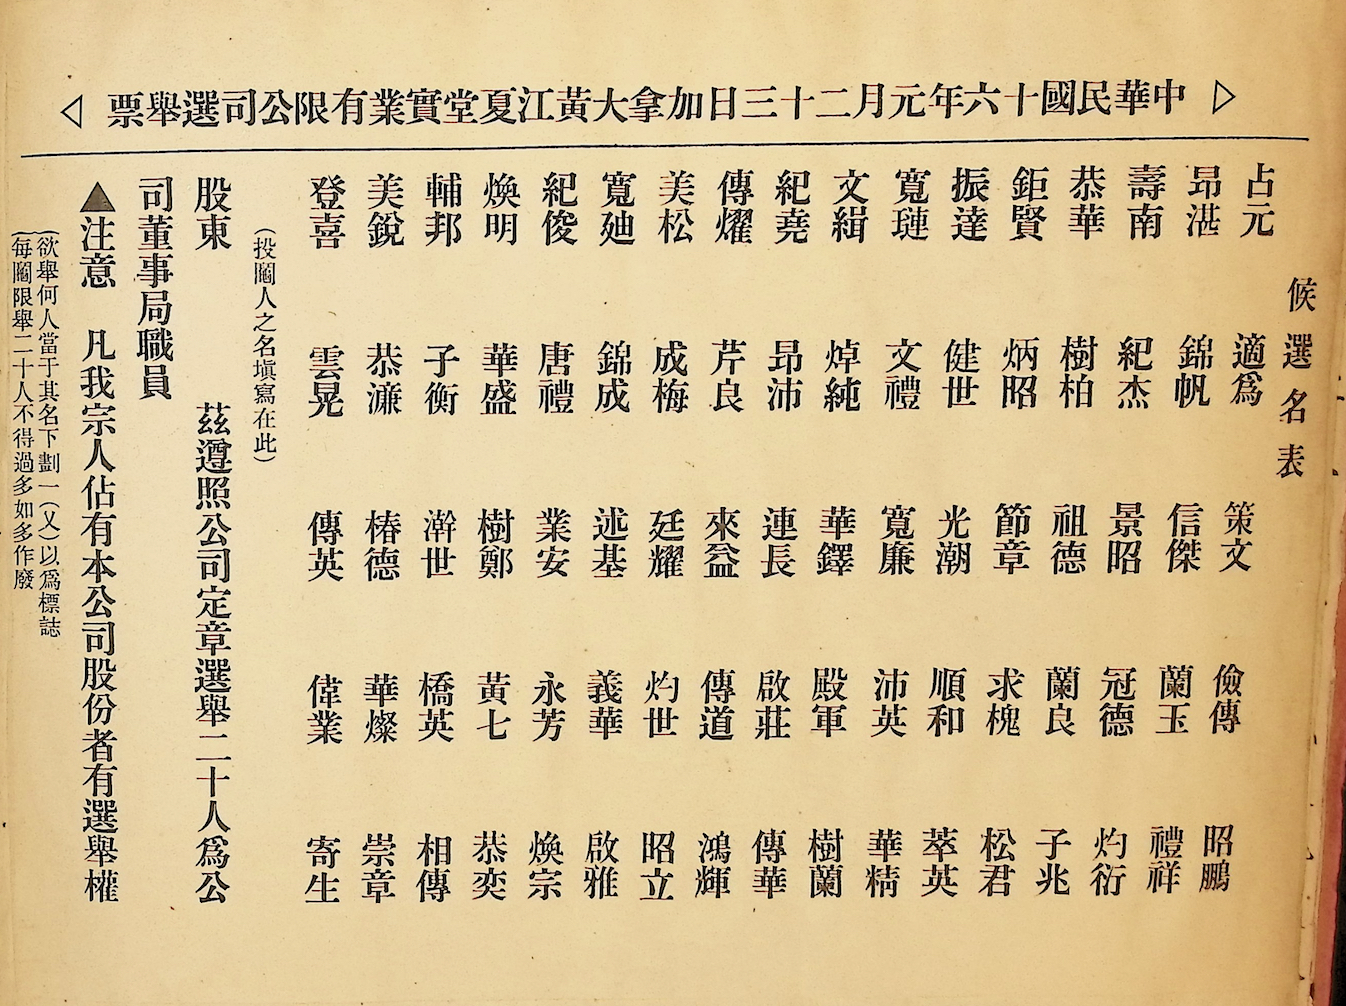 中華民國十六年元月二十三日加拿大黃江夏堂實業有限公司選舉票
候選名表
占元 適為 策文 儉傳 昭鵬
昂湛 錦帆 信傑 蘭玉 禮祥
壽南 紀杰 景昭 冠德 灼衍
恭華 樹柏 祖德 蘭良 子兆
鉅賢 炳昭 節章 求槐 松君
振達 健世 光潮 順和 萃英
寬璉 文禮 寬廉 沛英 華精
文緝 焯純 華鐸 殿軍 樹蘭
紀堯 昂沛 連長 啟莊 傳華
傳燿 芹良 來益 傳道 鴻輝
美松 成梅 廷耀 灼世 昭立
寬廸 錦成 述基 義華 啟雅
紀俊 唐禮 業安 永芳 煥宗
煥明 華盛 樹鄭 黃七 恭奕
輔邦 子衡 澣世 橋英 相傳
美銳 恭濂 椿德 華燦 崇章
登喜 雲晃 傳英 偉業 寄生
（投鬮人之名塡寫在此）
股東 茲遵照公司定章選舉二十人爲公
司董事局職員
▲注意 凡我宗人佔有本公司股份者有選舉權
欲舉何人當于其名下劃一（乂）以爲標誌
每鬮限舉二十人不得過多如多作廢